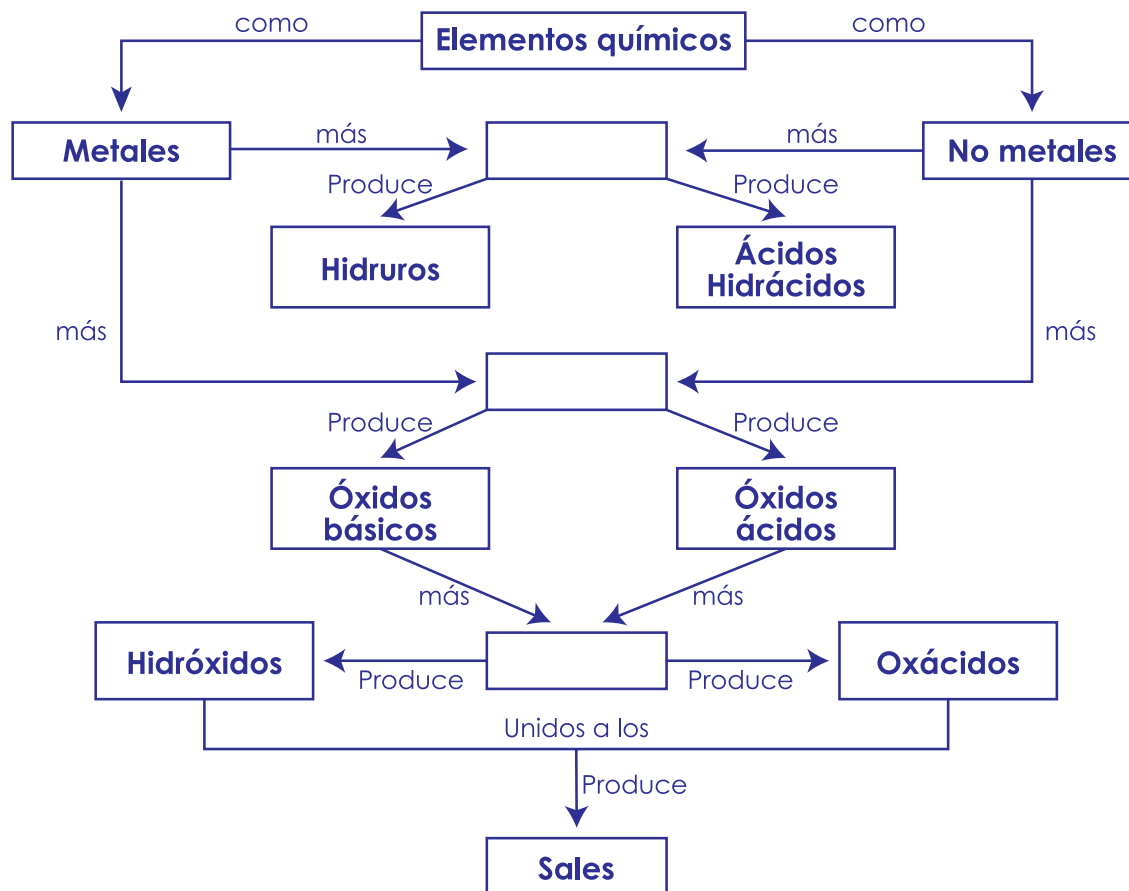 como
Elementos químicos
como
Metales
más
más
No metales
Produce
Produce
Hidruros
Ácidos
Hidrácidos
más
más
Produce
Produce
Óxidos
básicos
Óxidos
ácidos
más
más
Hidróxidos
Produce
Produce
Oxácidos
Unidos a los
Produce
Sales